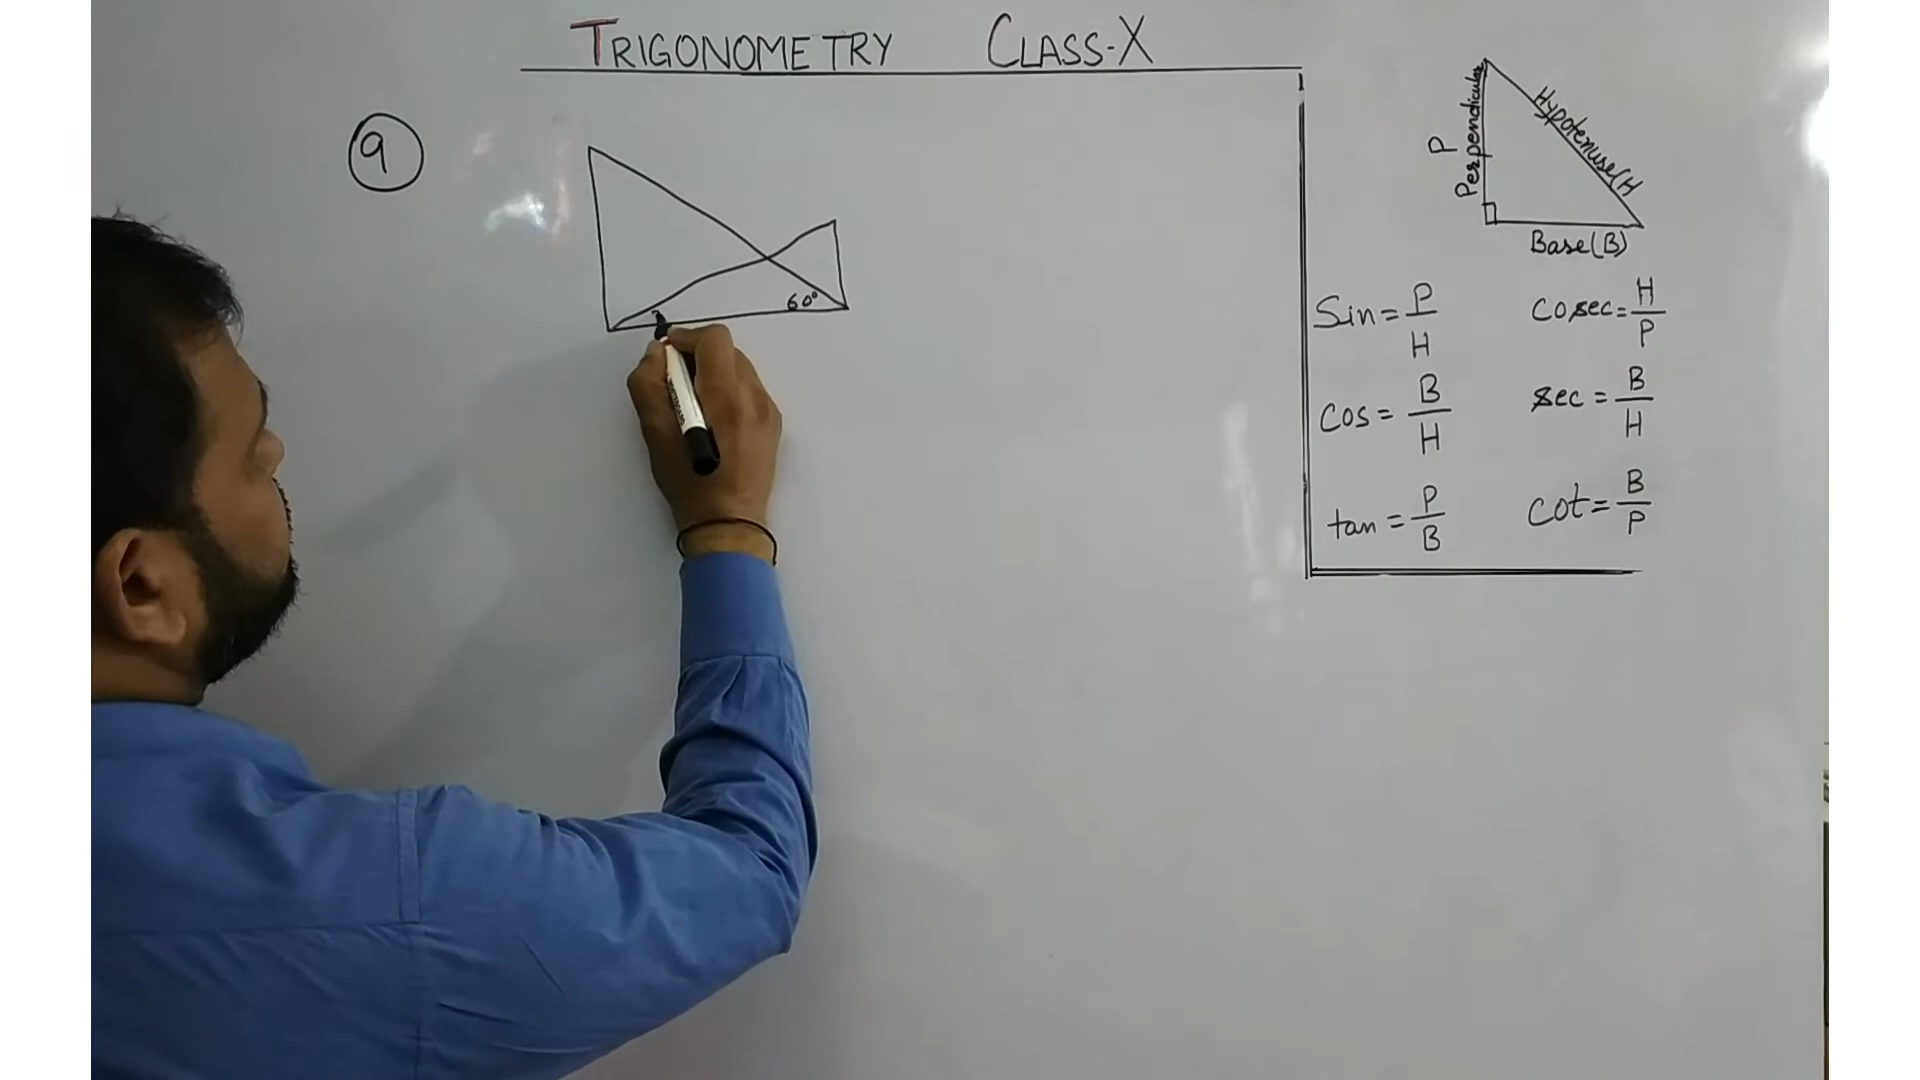 TRIGONOMETRY CLASS-X
9
60°
P
Perpendicular
Hypotenuse(H
Base(B)
Sin = P/H
cosec = H/P
cos = B/H
sec = B/H
tan = P/B
cot = B/P